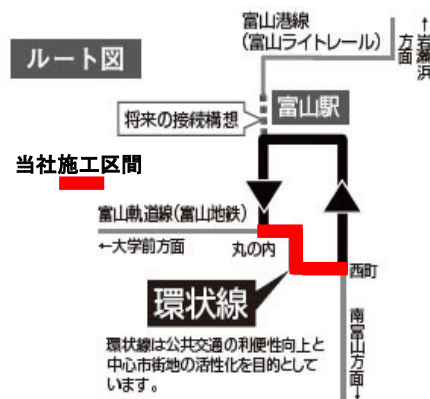 富山港線
(富山ライトレール)
↑岩瀬浜
方面
ルート図
富山駅
将来の接続構想
当社施工区間
富山軌道線(富山地鉄)
←大学前方面
丸の内
西町
環状線
南富山方面→
環状線は公共交通の利便性向上と
中心市街地の活性化を目的として
います。